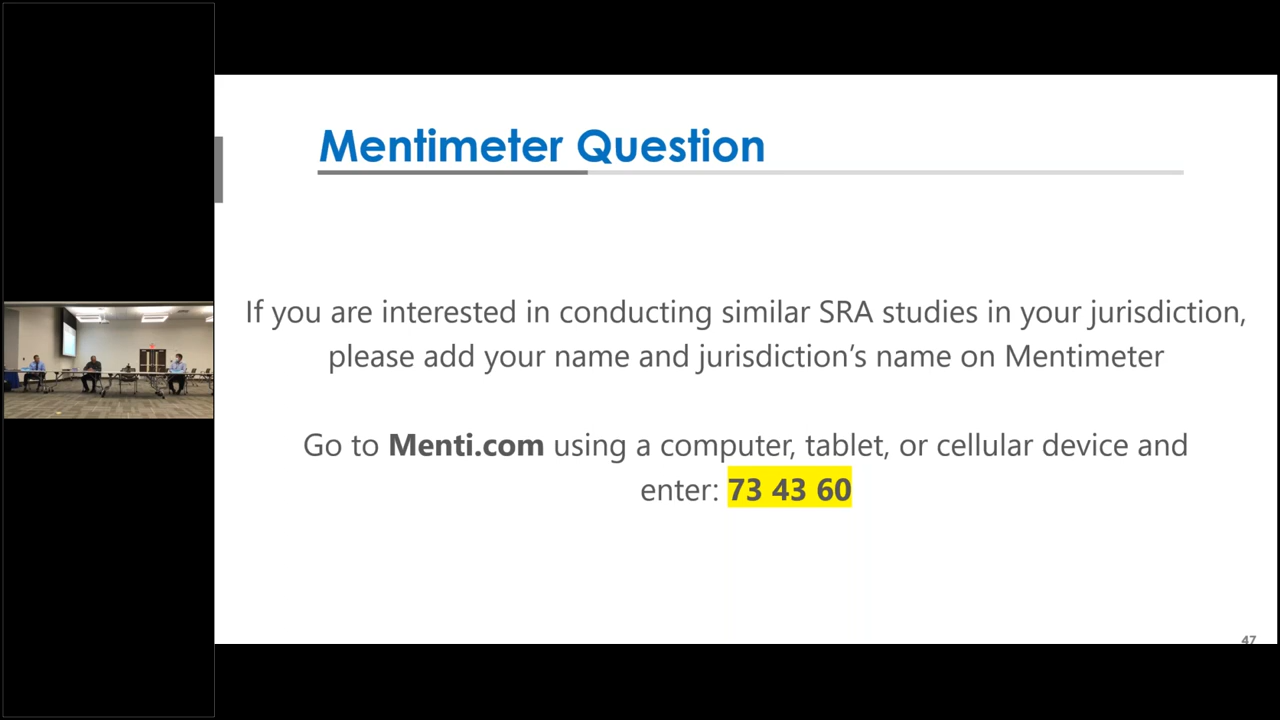 Mentimeter Question
If you are interested in conducting similar SRA studies in your jurisdiction,
please add your name and jurisdiction's name on Mentimeter
Go to Menti.com using a computer, tablet, or cellular device and
enter: 73 43 60
47